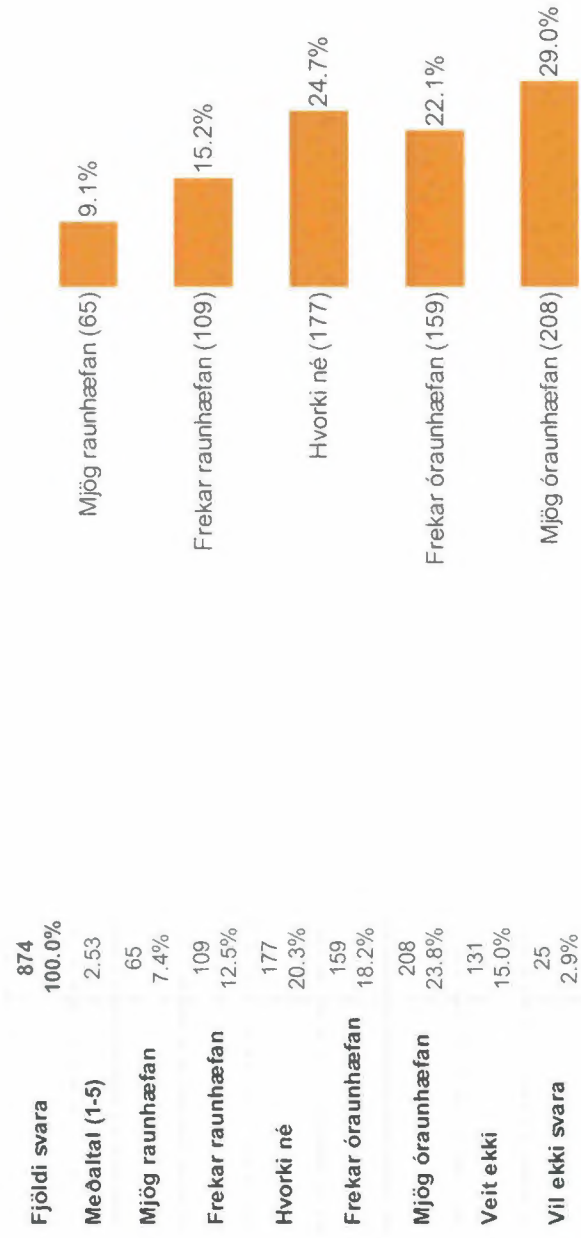 Fjöldi svara 874
100.0%
Meðaltal (1-5) 2.53
Mjög raunhæfan 65
7.4%
Frekar raunhæfan 109
12.5%
Hvorki né 177
20.3%
Frekar óraunhæfan 159
18.2%
Mjög óraunhæfan 208
23.8%
Veit ekki 131
15.0%
Vil ekki svara 25
2.9%
Mjög raunhæfan (65) 9.1%
Frekar raunhæfan (109) 15.2%
Hvorki né (177) 24.7%
Frekar óraunhæfan (159) 22.1%
Mjög óraunhæfan (208) 29.0%